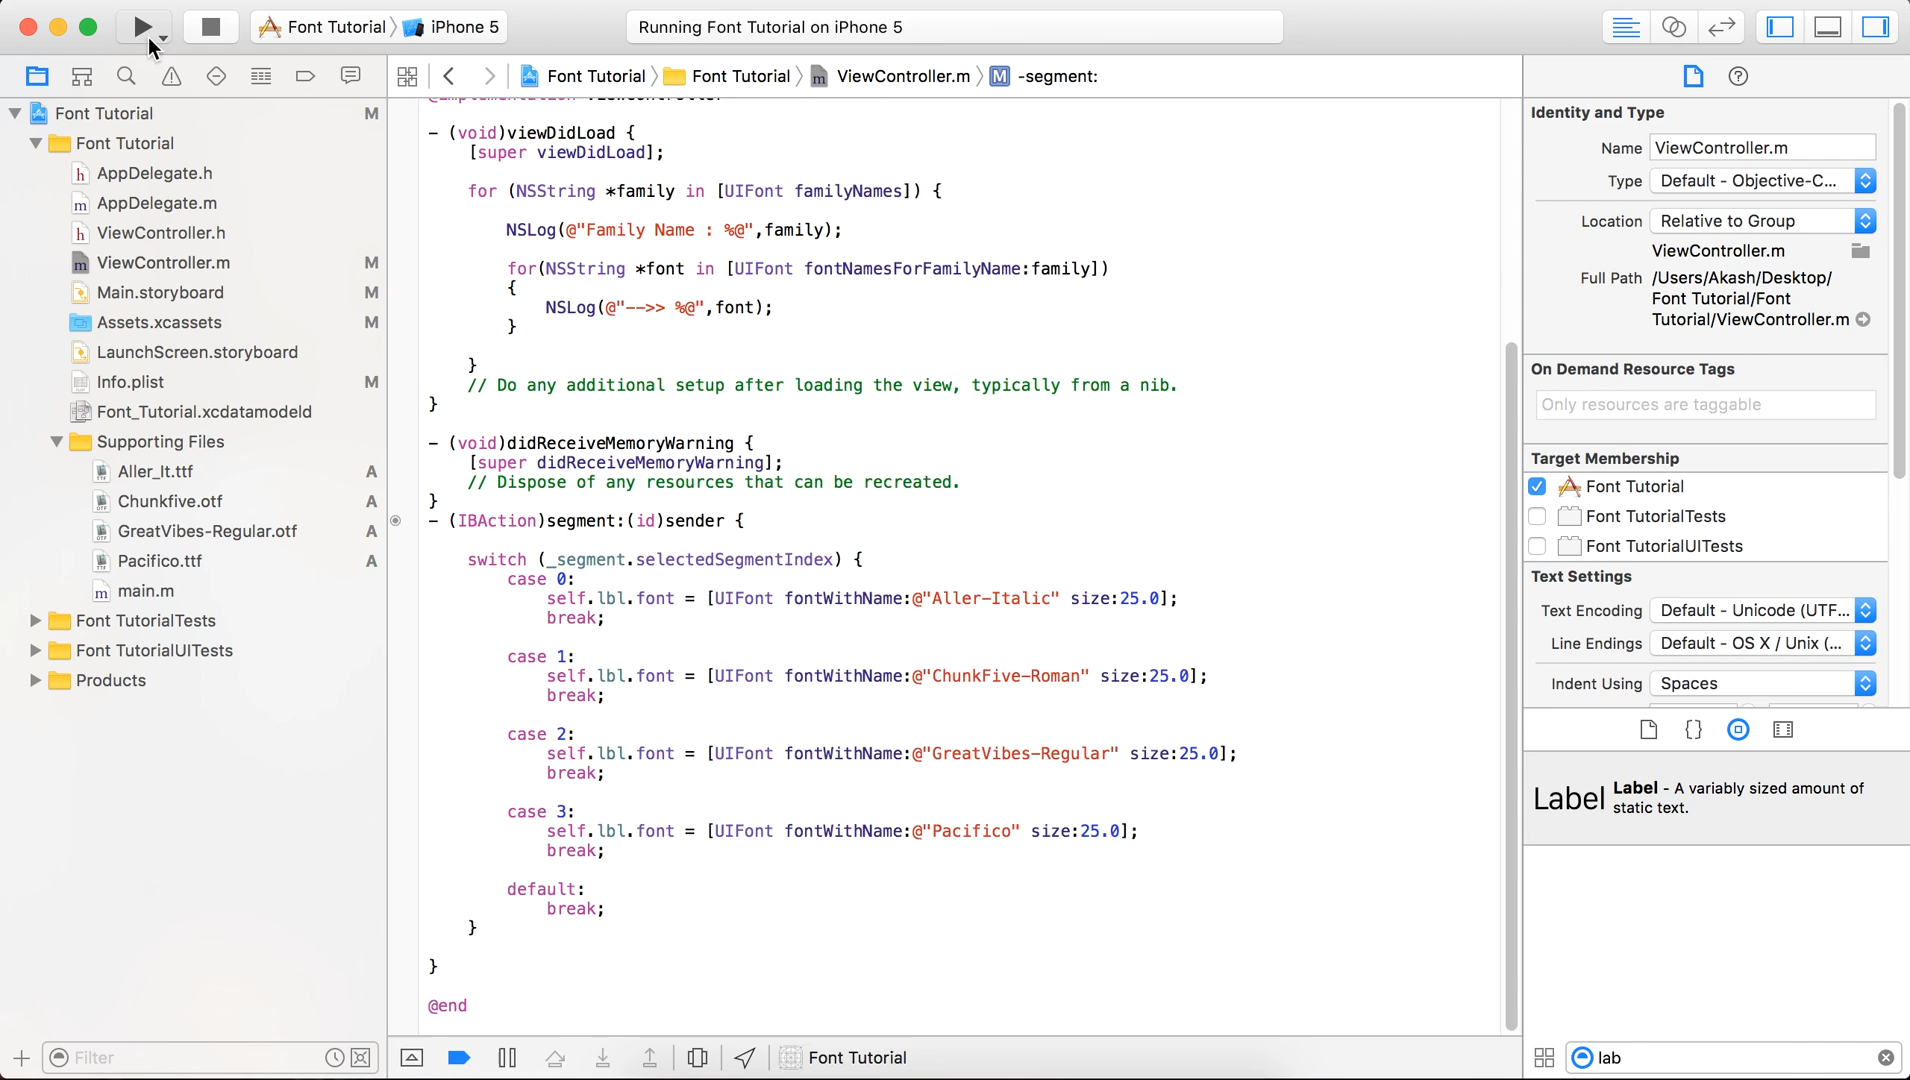 Font Tutorial
iPhone 5
Running Font Tutorial on iPhone 5
Font Tutorial
Font Tutorial
ViewController.m
M
-segment:
Font Tutorial M
Font Tutorial
h AppDelegate.h
m AppDelegate.m
h ViewController.h
m ViewController.m M
Main.storyboard M
Assets.xcassets M
LaunchScreen.storyboard
Info.plist M
Font_Tutorial.xcdatamodeld
Supporting Files
Aller_It.ttf A
Chunkfive.otf A
GreatVibes-Regular.otf A
Pacifico.ttf A
m main.m
Font TutorialTests
Font TutorialUITests
Products
Filter
@implementation ViewController
- (void)viewDidLoad {
[super viewDidLoad];
for (NSString *family in [UIFont familyNames]) {
NSLog(@"Family Name : %@",family);
for(NSString *font in [UIFont fontNamesForFamilyName:family])
{
NSLog(@"-->> %@",font);
}
}
// Do any additional setup after loading the view, typically from a nib.
}
- (void)didReceiveMemoryWarning {
[super didReceiveMemoryWarning];
// Dispose of any resources that can be recreated.
}
- (IBAction)segment:(id)sender {
switch (_segment.selectedSegmentIndex) {
case 0:
self.lbl.font = [UIFont fontWithName:@"Aller-Italic" size:25.0];
break;
case 1:
self.lbl.font = [UIFont fontWithName:@"ChunkFive-Roman" size:25.0];
break;
case 2:
self.lbl.font = [UIFont fontWithName:@"GreatVibes-Regular" size:25.0];
break;
case 3:
self.lbl.font = [UIFont fontWithName:@"Pacifico" size:25.0];
break;
default:
break;
}
}
@end
Font Tutorial
Identity and Type
Name ViewController.m
Type Default - Objective-C...
Location Relative to Group
ViewController.m
Full Path /Users/Akash/Desktop/
Font Tutorial/Font
Tutorial/ViewController.m
On Demand Resource Tags
Only resources are taggable
Target Membership
Font Tutorial
Font TutorialTests
Font TutorialUITests
Text Settings
Text Encoding Default - Unicode (UTF...
Line Endings Default - OS X / Unix (...
Indent Using Spaces
Label
Label - A variably sized amount of
static text.
lab